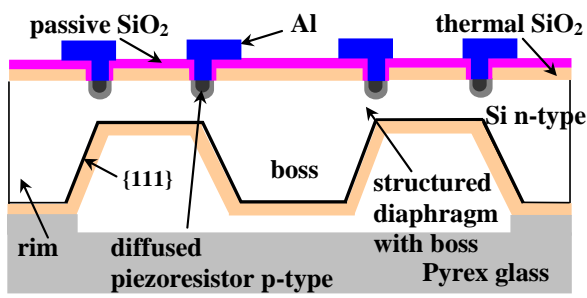 passive SiO₂
Al
thermal SiO₂
Si n-type
{111}
boss
structured
diaphragm
with boss
rim
diffused
piezoresistor p-type
Pyrex glass